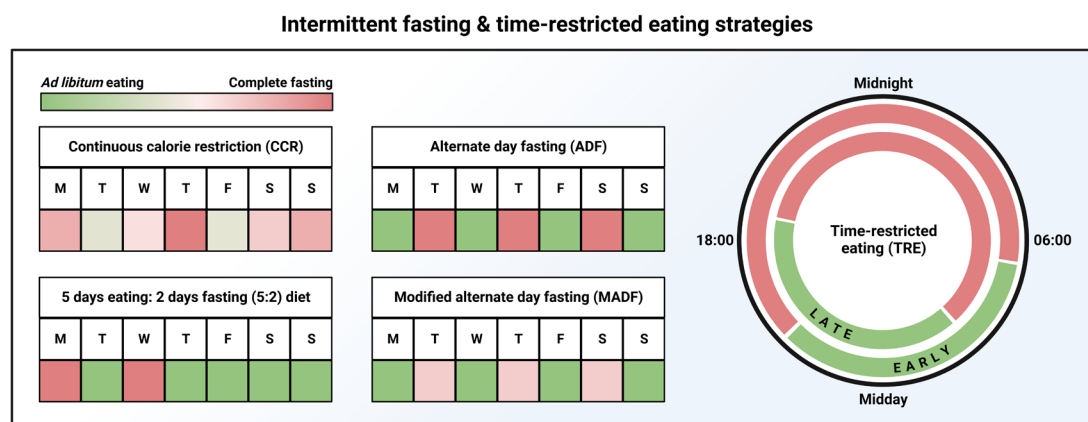 Intermittent fasting & time-restricted eating strategies
Ad libitum eating Complete fasting
Continuous calorie restriction (CCR)
M T W T F S S
Alternate day fasting (ADF)
M T W T F S S
5 days eating: 2 days fasting (5:2) diet
M T W T F S S
Modified alternate day fasting (MADF)
M T W T F S S
Midnight
18:00
Time-restricted
eating (TRE)
06:00
LATE
EARLY
Midday